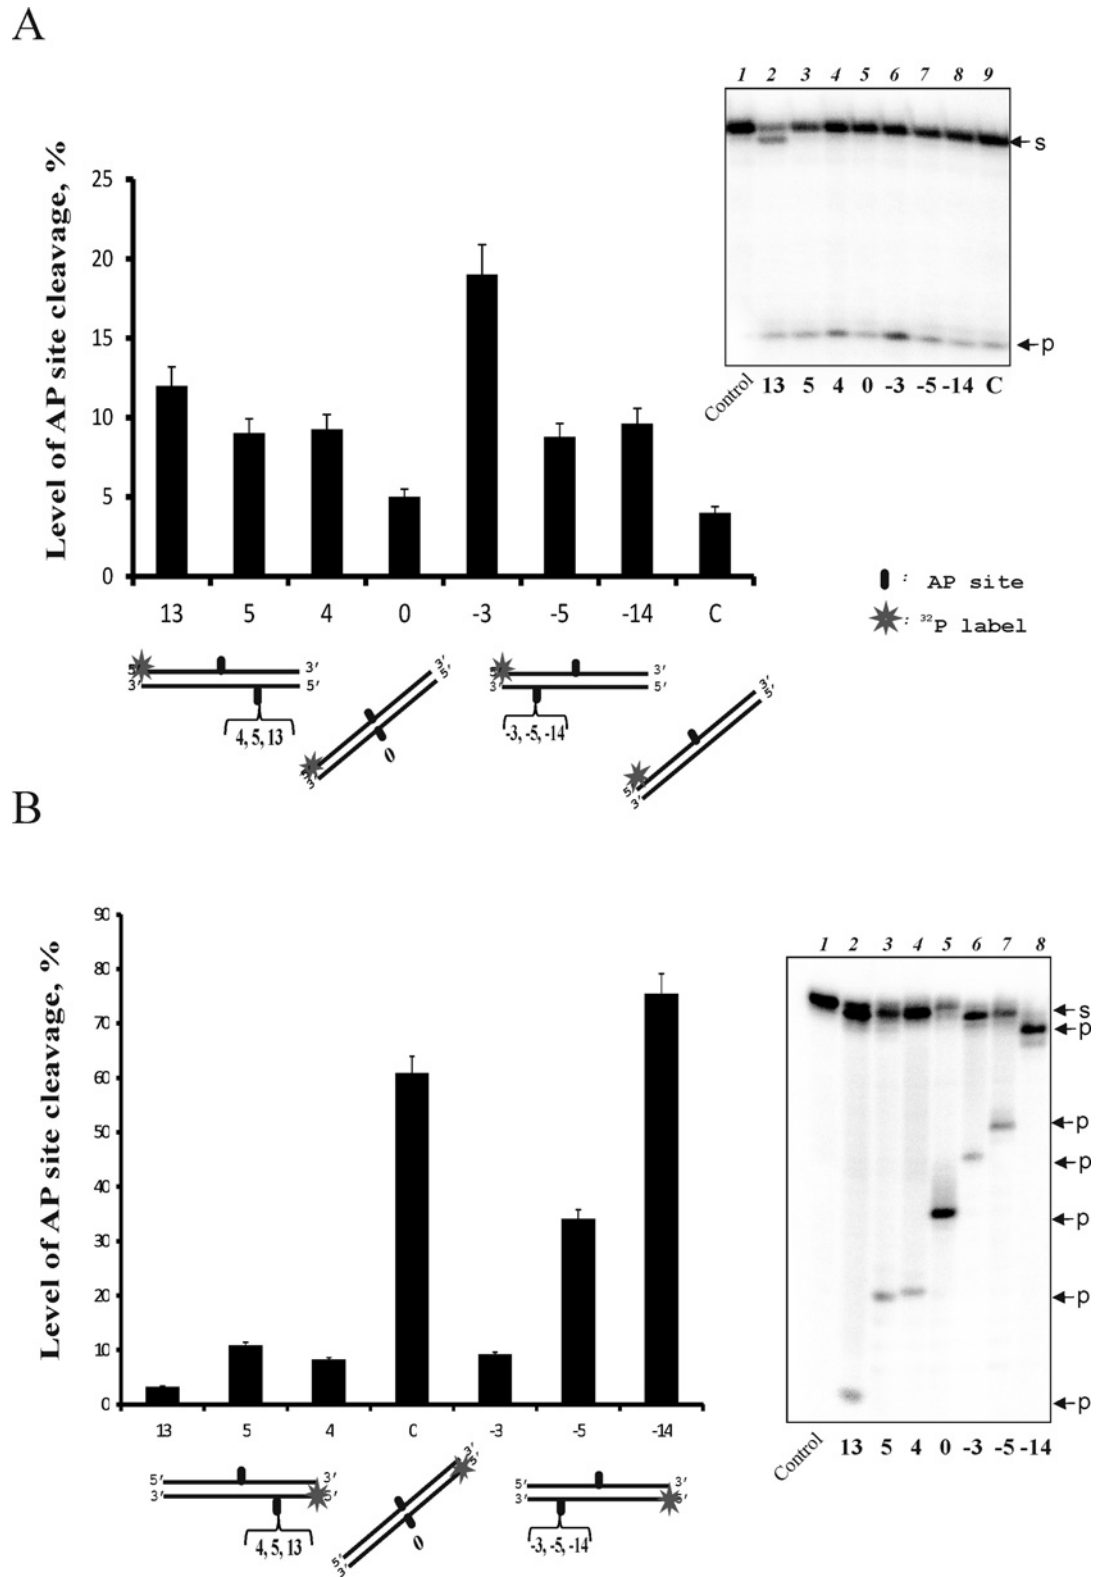 A
1 2 3 4 5 6 7 8 9
s
p
Control 13 5 4 0 -3 -5 -14 C
Level of AP site cleavage, %
25
20
15
10
5
0
13 5 4 0 -3 -5 -14 C
: AP site
: ³²P label
5′ 3′
3′ 5′
4, 5, 13
3′
5′
5′
3′
0
5′ 3′
3′ 5′
-3, -5, -14
3′
5′
5′
3′
B
Level of AP site cleavage, %
90
80
70
60
50
40
30
20
10
0
13 5 4 0 -3 -5 -14
1 2 3 4 5 6 7 8
s
p
p
p
p
p
p
Control 13 5 4 0 -3 -5 -14
5′ 3′
3′ 5′
4, 5, 13
3′
5′
5′
3′
0
5′ 3′
3′ 5′
-3, -5, -14